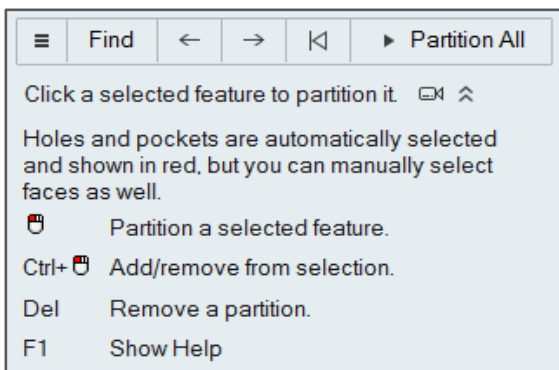 Find Partition All
Click a selected feature to partition it.
Holes and pockets are automatically selected
and shown in red, but you can manually select
faces as well.
Partition a selected feature.
Ctrl+ Add/remove from selection.
Del Remove a partition.
F1 Show Help